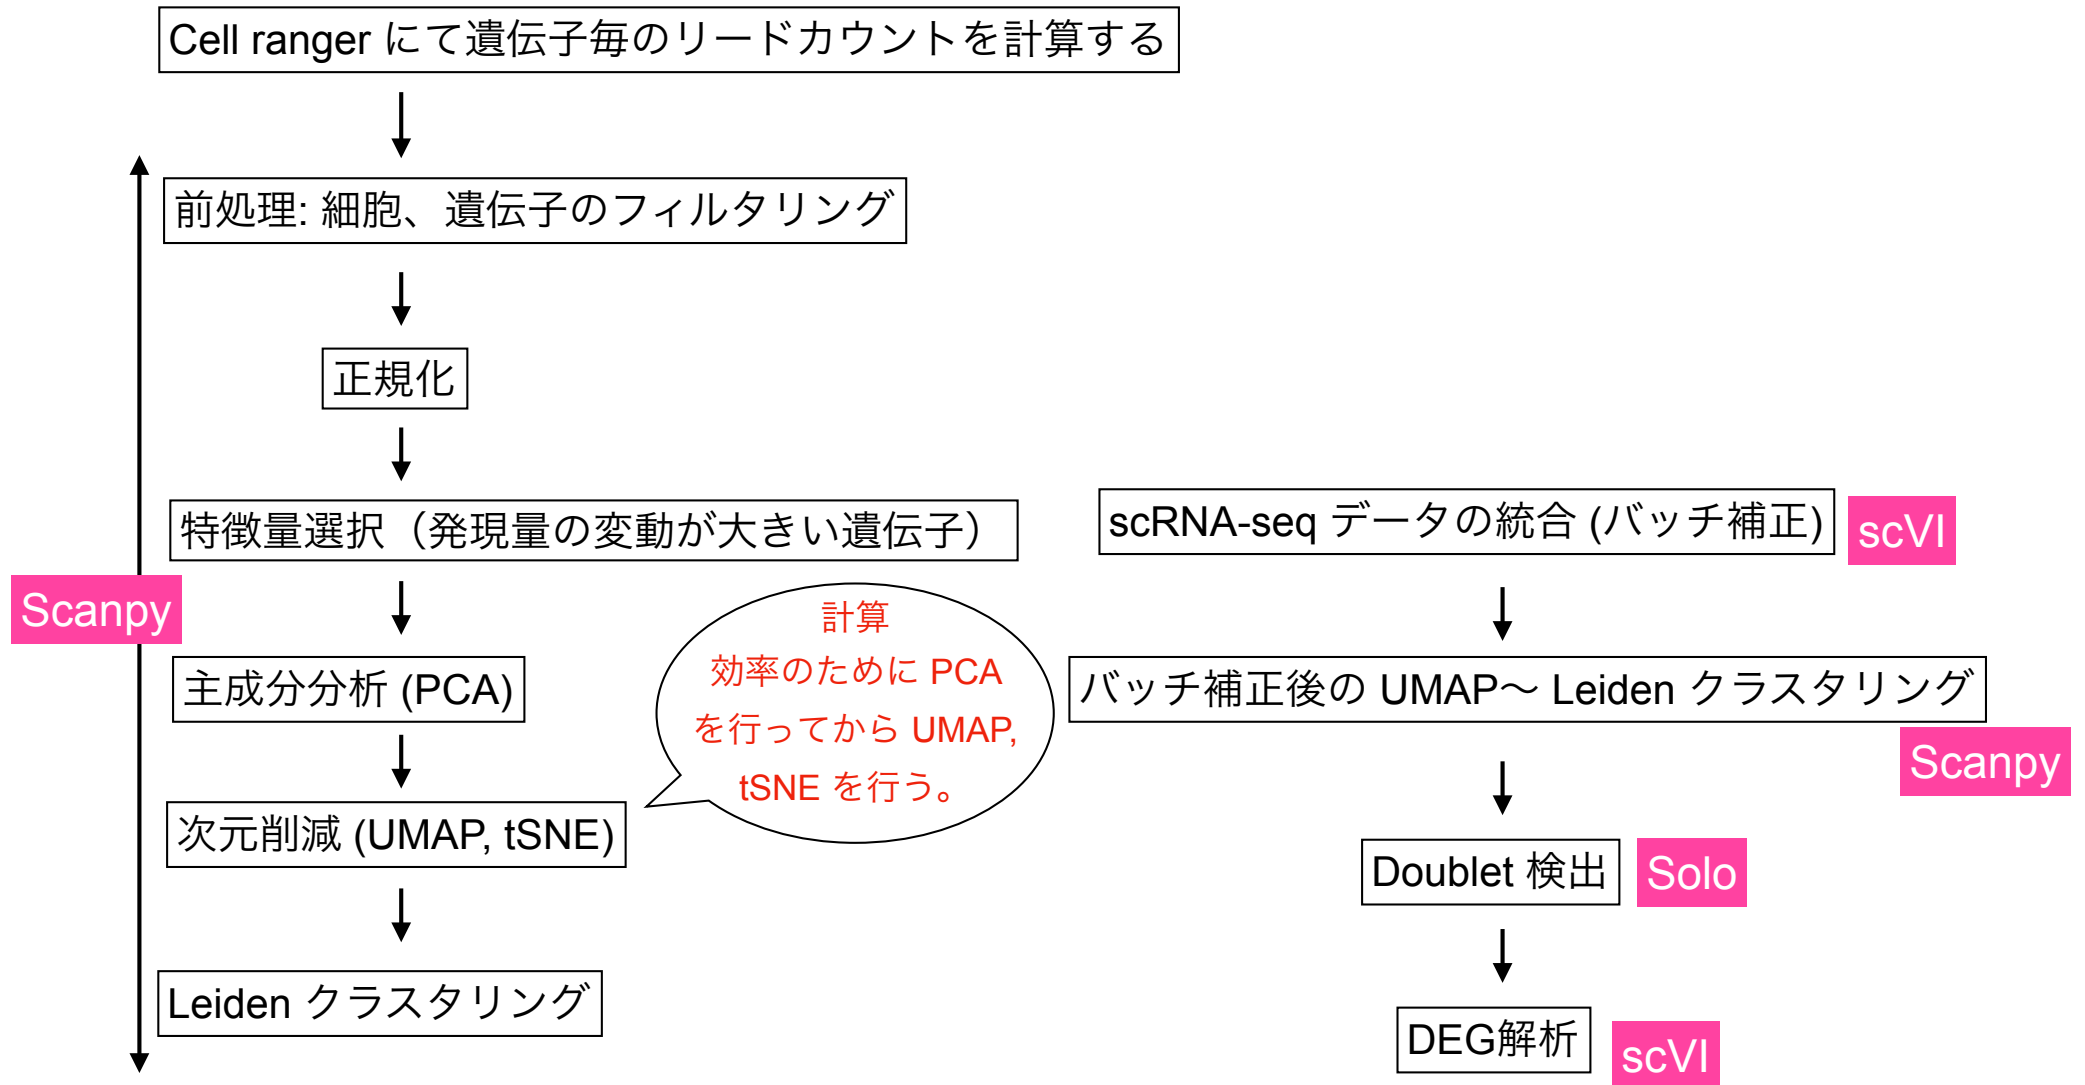 Cell ranger にて遺伝子毎のリードカウントを計算する
前処理: 細胞、遺伝子のフィルタリング
正規化
特徴量選択（発現量の変動が大きい遺伝子）
Scanpy
主成分分析 (PCA)
計算
効率のために PCA
を行ってから UMAP,
tSNE を行う。
次元削減 (UMAP, tSNE)
Leiden クラスタリング
scRNA-seq データの統合 (バッチ補正)
scVI
バッチ補正後の UMAP〜 Leiden クラスタリング
Scanpy
Doublet 検出
Solo
DEG解析
scVI